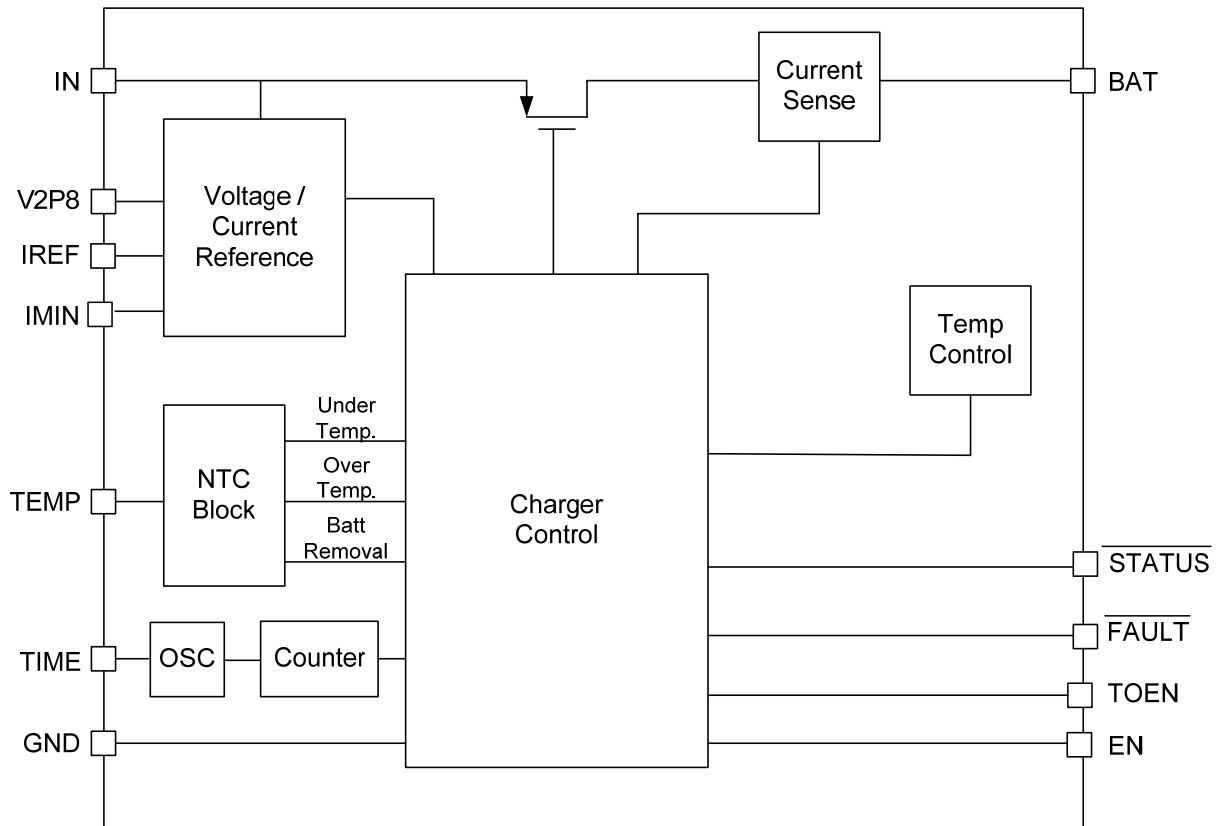 IN
V2P8
IREF
IMIN
TEMP
TIME
GND
Voltage /
Current
Reference
NTC
Block
OSC
Counter
Under
Temp.
Over
Temp.
Batt
Removal
Charger
Control
Current
Sense
Temp
Control
BAT
STATUS
FAULT
TOEN
EN